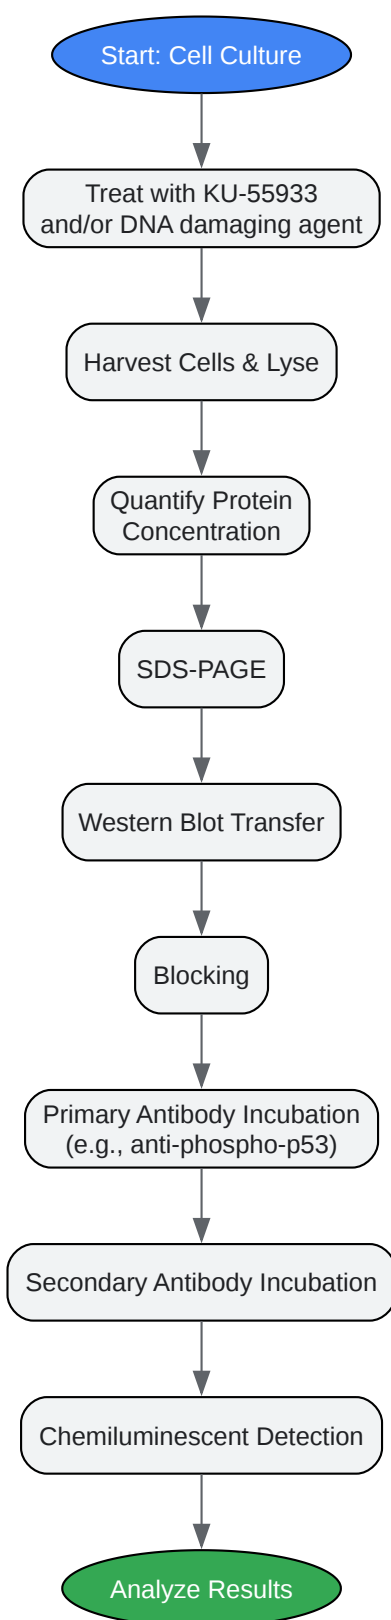 Start: Cell Culture
Treat with KU-55933
and/or DNA damaging agent
Harvest Cells & Lyse
Quantify Protein
Concentration
SDS-PAGE
Western Blot Transfer
Blocking
Primary Antibody Incubation
(e.g., anti-phospho-p53)
Secondary Antibody Incubation
Chemiluminescent Detection
Analyze Results